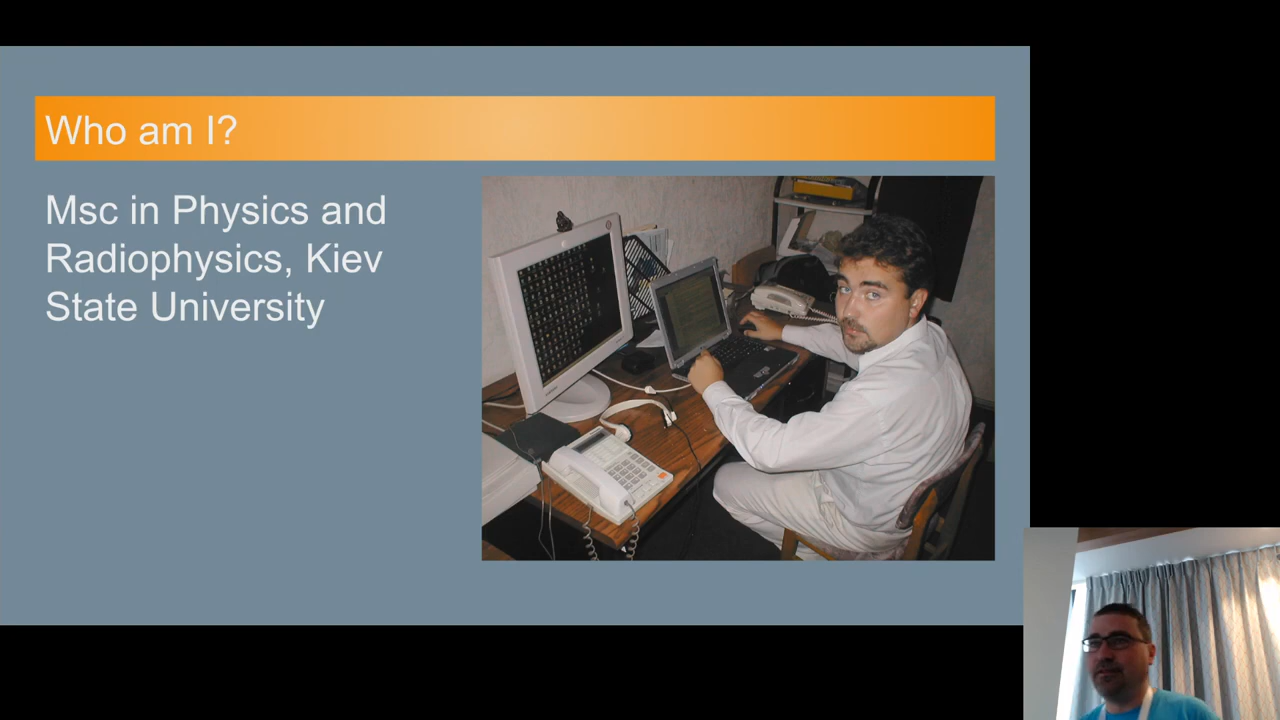 Who am I?
Msc in Physics and
Radiophysics, Kiev
State University